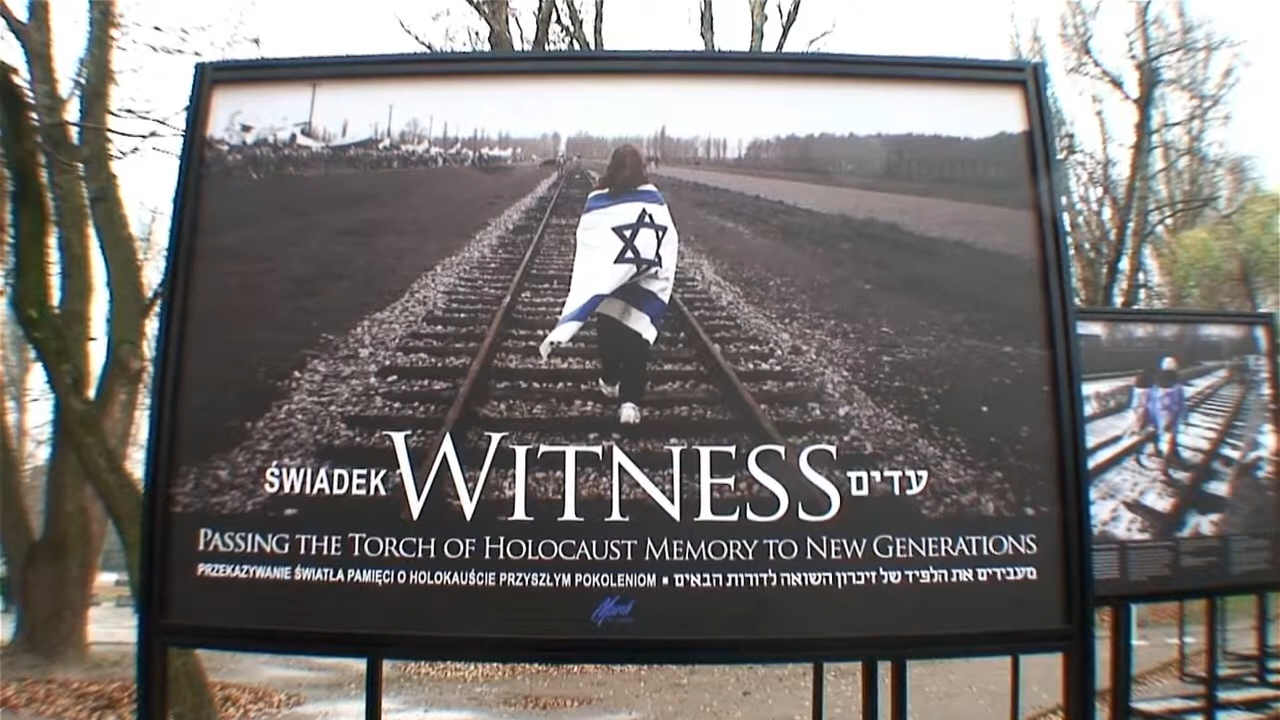 ŚWIADEK WITNESS עדים
PASSING THE TORCH OF HOLOCAUST MEMORY TO NEW GENERATIONS
PRZEKAZYWANIE ŚWIATŁA PAMIĘCI O HOLOKAUŚCIE PRZYSZŁYM POKOLENIOM ▪ מעבירים את הלפיד של זיכרון השואה לדורות הבאים
March